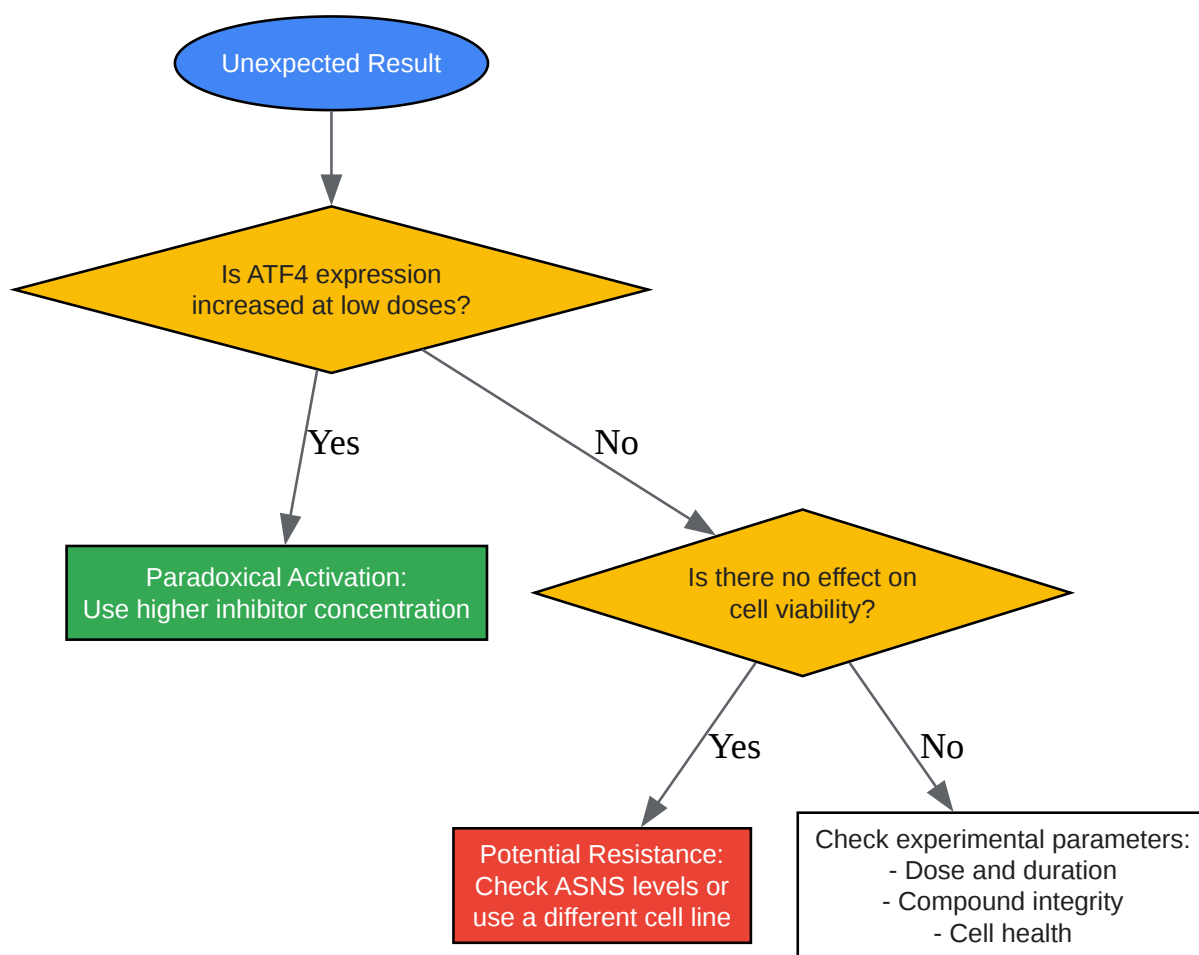 Unexpected Result
Is ATF4 expression
increased at low doses?
Yes
No
Paradoxical Activation:
Use higher inhibitor concentration
Is there no effect on
cell viability?
Yes
No
Potential Resistance:
Check ASNS levels or
use a different cell line
Check experimental parameters:
- Dose and duration
- Compound integrity
- Cell health